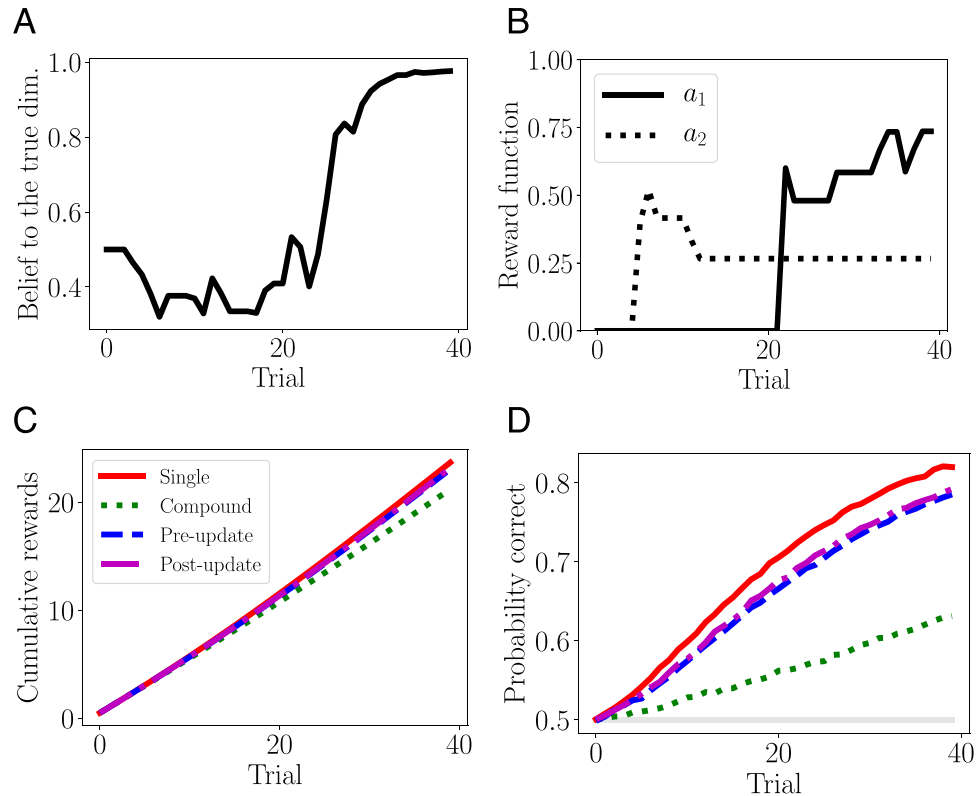 A
Belief to the true dim.
1.0
0.8
0.6
0.4
0
20
40
Trial
B
Reward function
1.00
0.75
0.50
0.25
0.00
a1
a2
0
20
40
Trial
C
Cumulative rewards
20
10
0
Single
Compound
Pre-update
Post-update
0
20
40
Trial
D
Probability correct
0.8
0.7
0.6
0.5
0
20
40
Trial